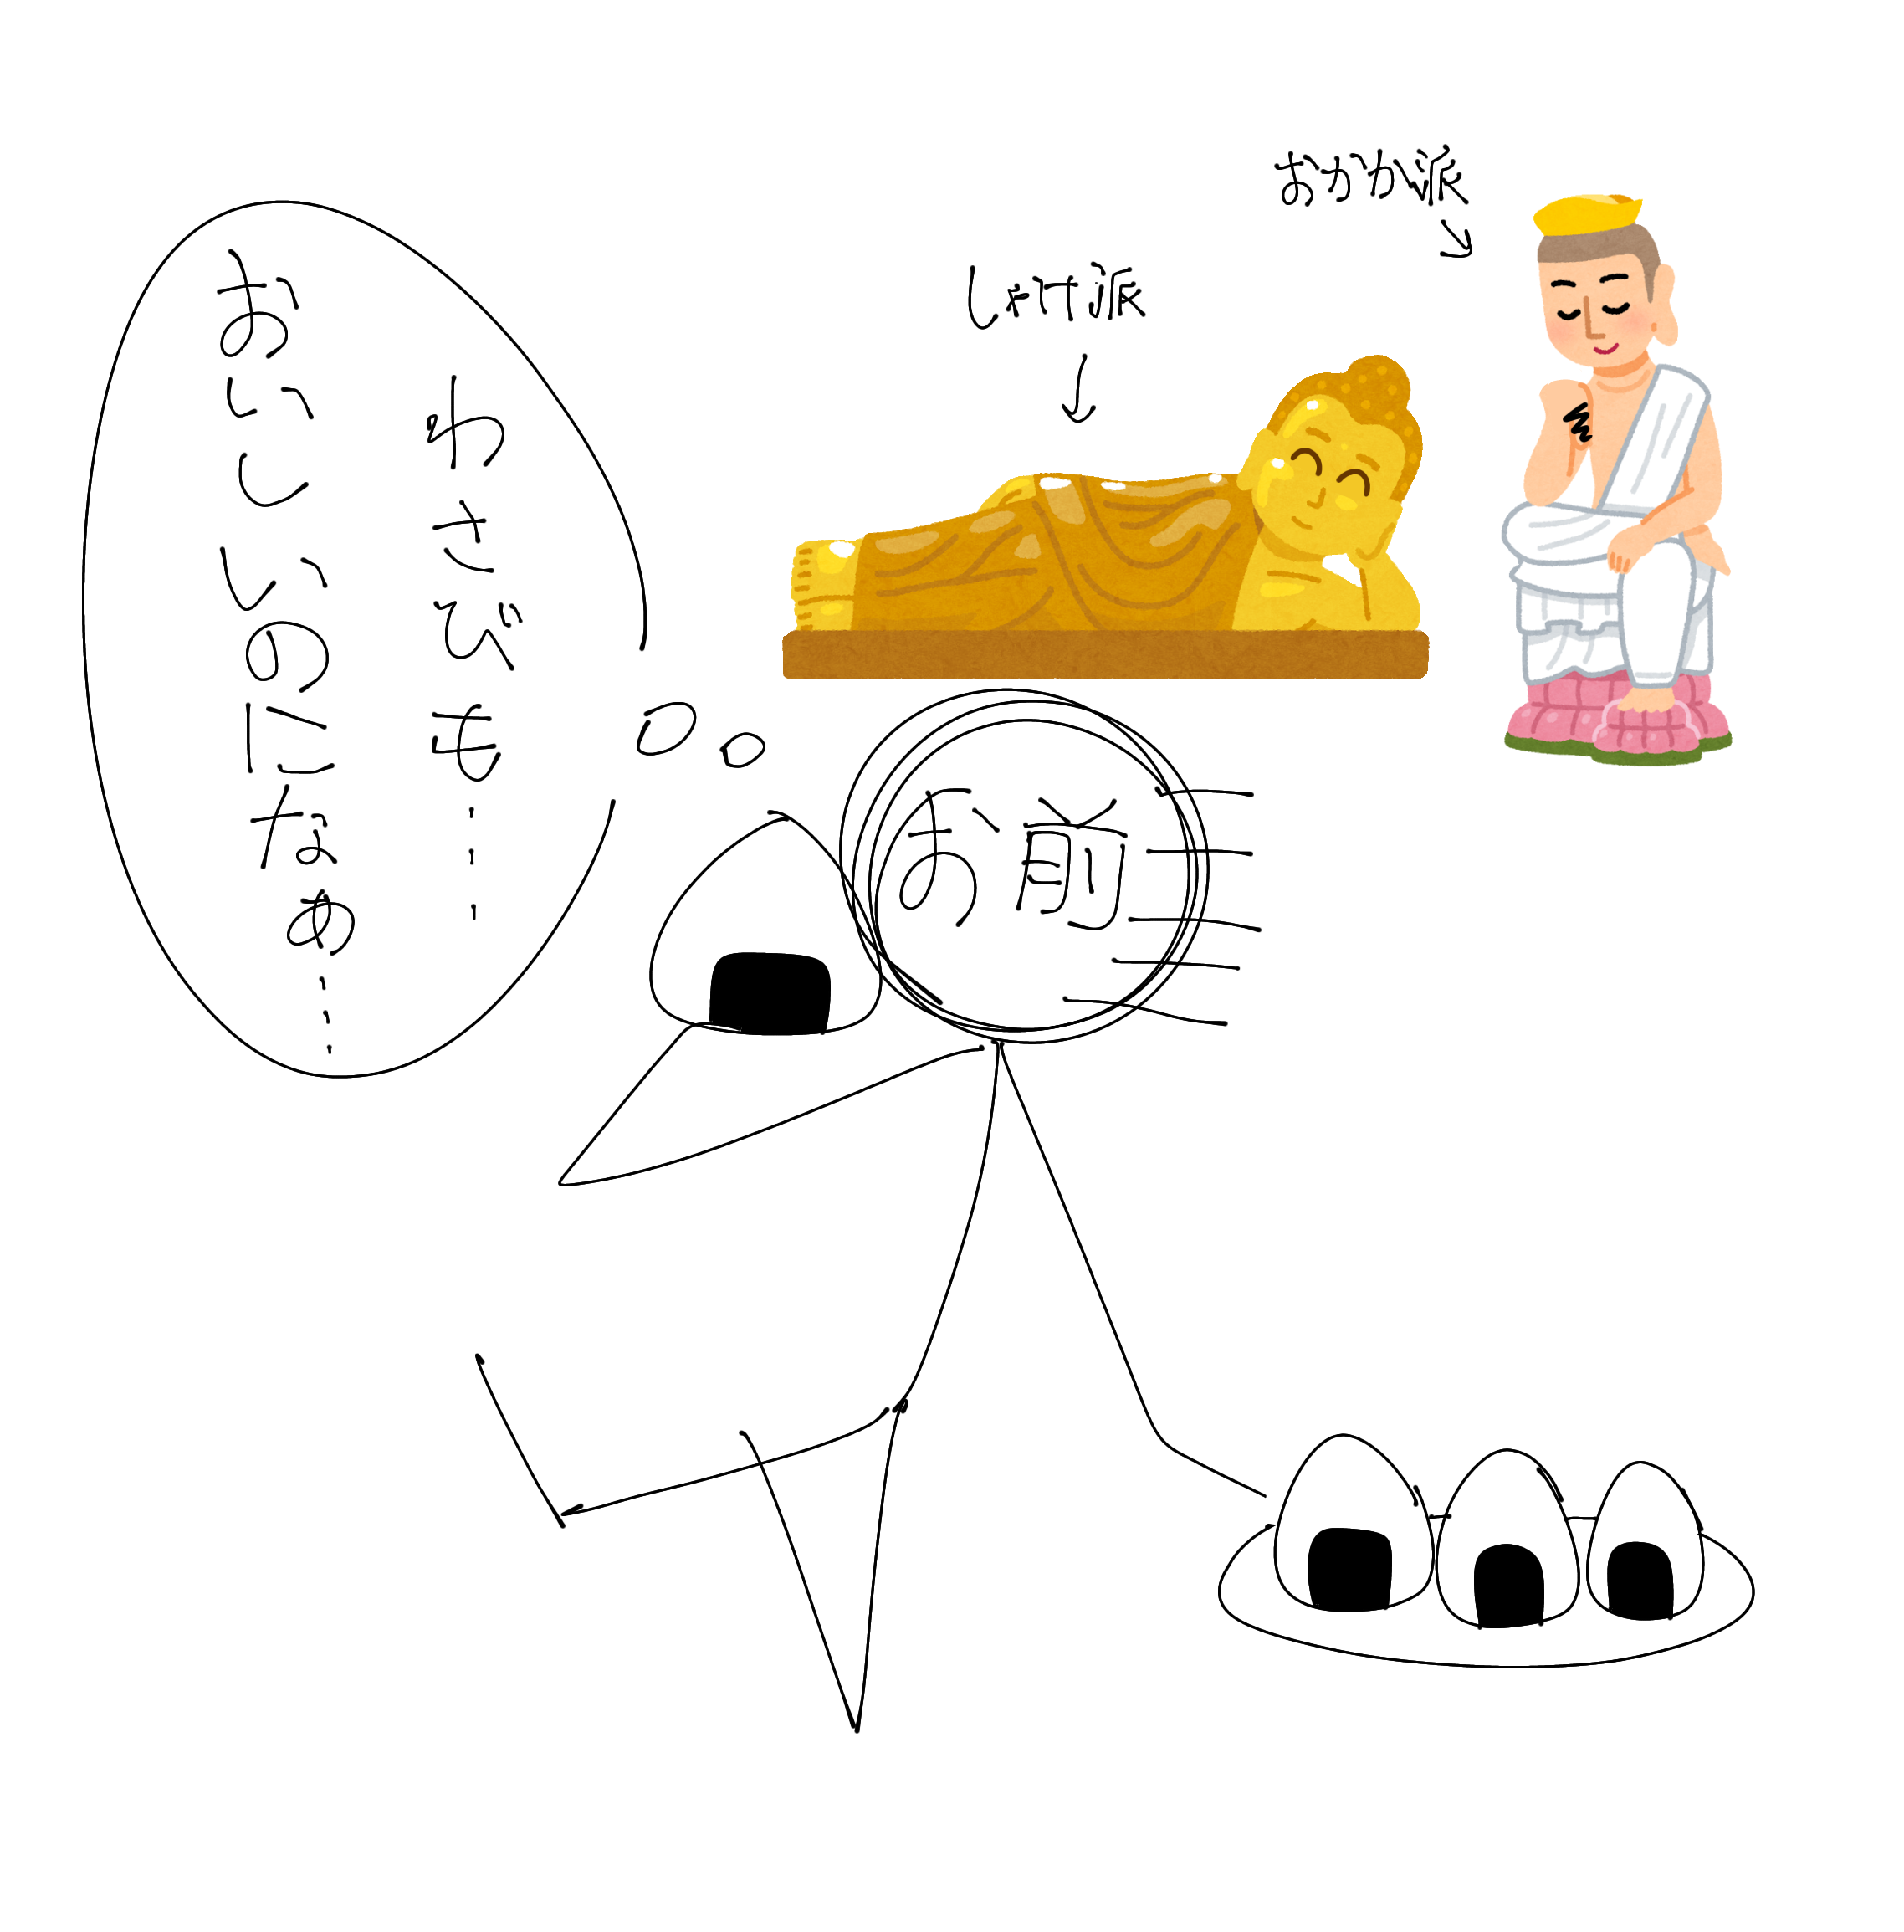 おかか派
しゃけ派
わさびも……
おいしいのになぁ……
お前